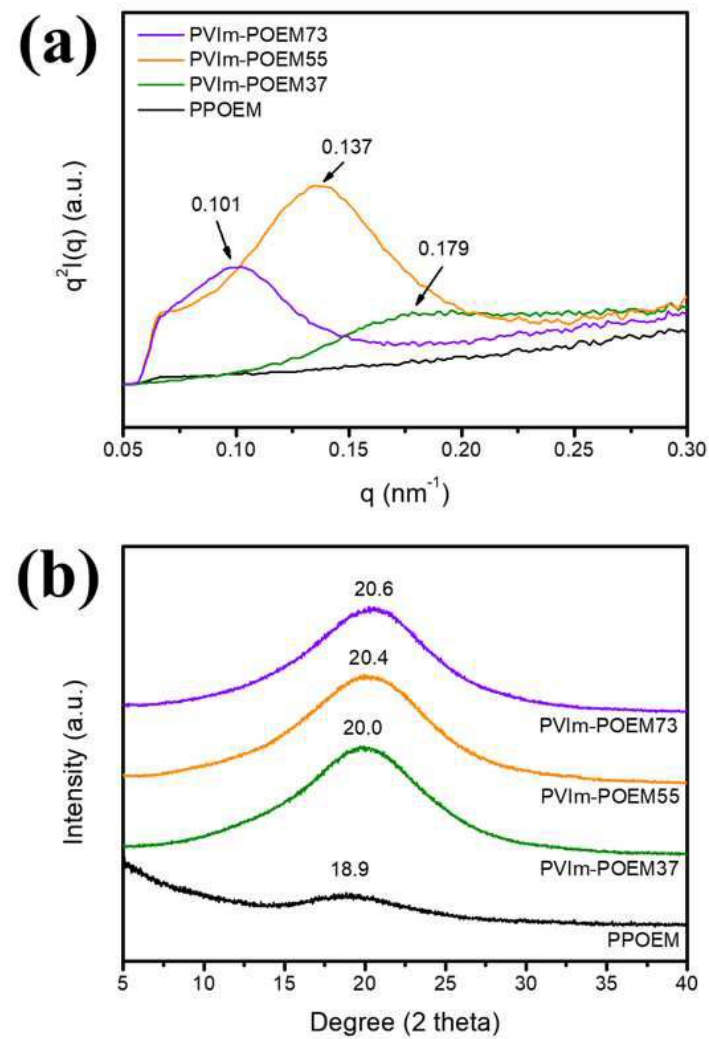 (a)
PVIm-POEM73
PVIm-POEM55
PVIm-POEM37
PPOEM
0.137
0.101
0.179
q²I(q) (a.u.)
0.05 0.10 0.15 0.20 0.25 0.30
q (nm⁻¹)
(b)
20.6
20.4
PVIm-POEM73
20.0
PVIm-POEM55
18.9
PVIm-POEM37
PPOEM
Intensity (a.u.)
5 10 15 20 25 30 35 40
Degree (2 theta)